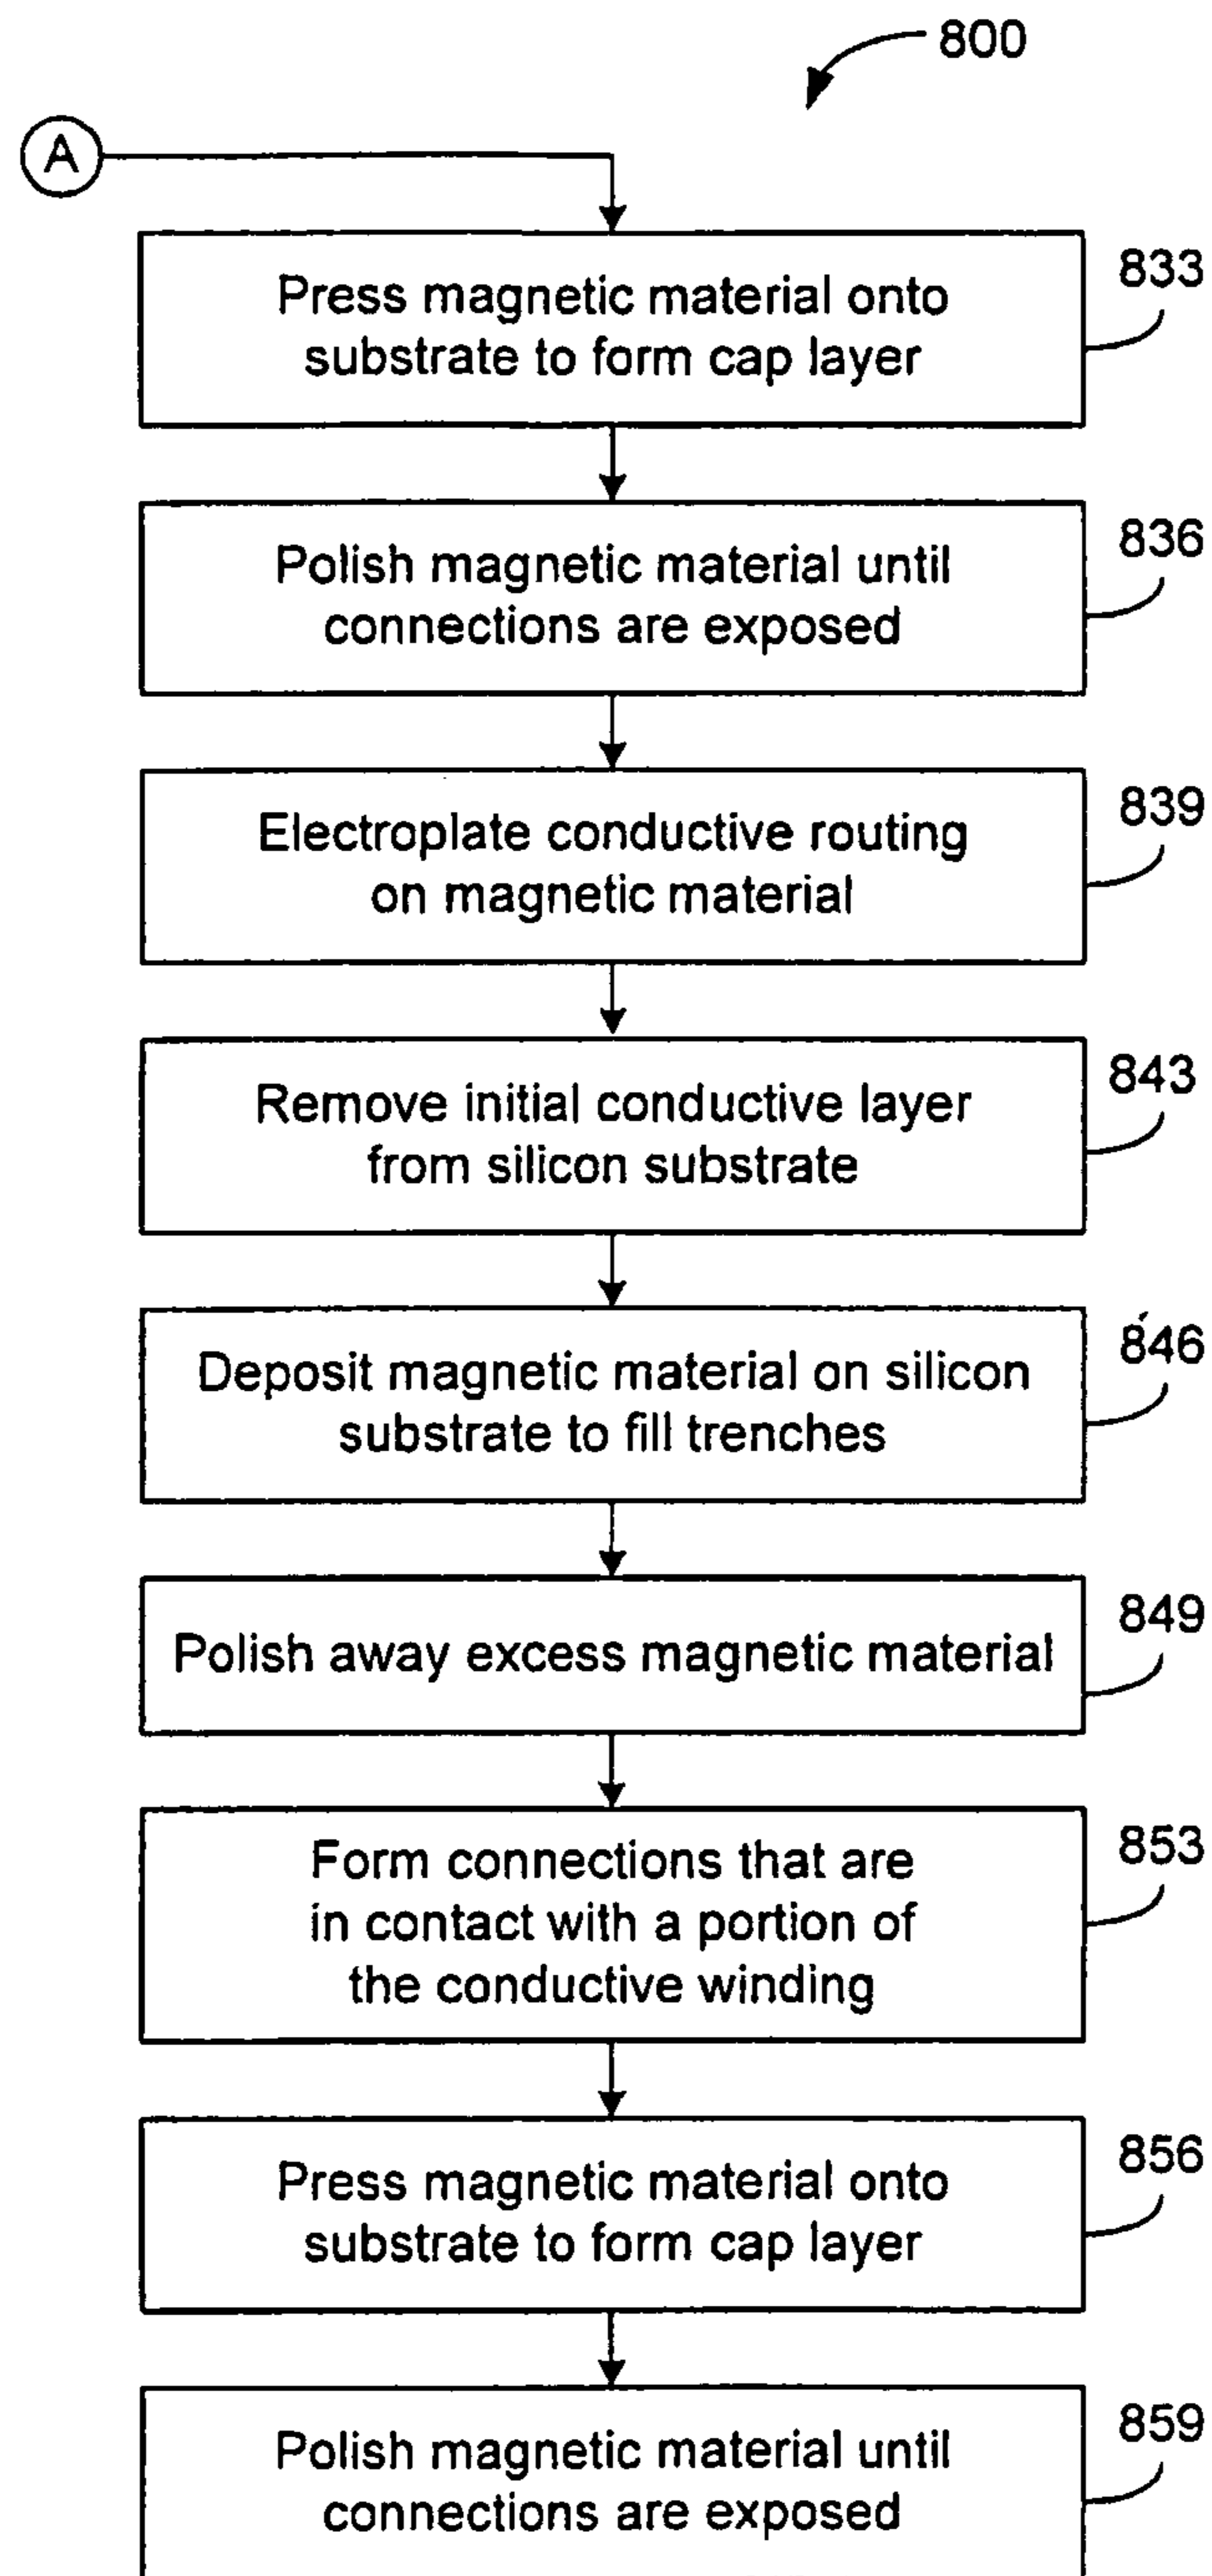 800
A
Press magnetic material onto
substrate to form cap layer
833
Polish magnetic material until
connections are exposed
836
Electroplate conductive routing
on magnetic material
839
Remove initial conductive layer
from silicon substrate
843
Deposit magnetic material on silicon
substrate to fill trenches
846
Polish away excess magnetic material
849
Form connections that are
in contact with a portion of
the conductive winding
853
Press magnetic material onto
substrate to form cap layer
856
Polish magnetic material until
connections are exposed
859